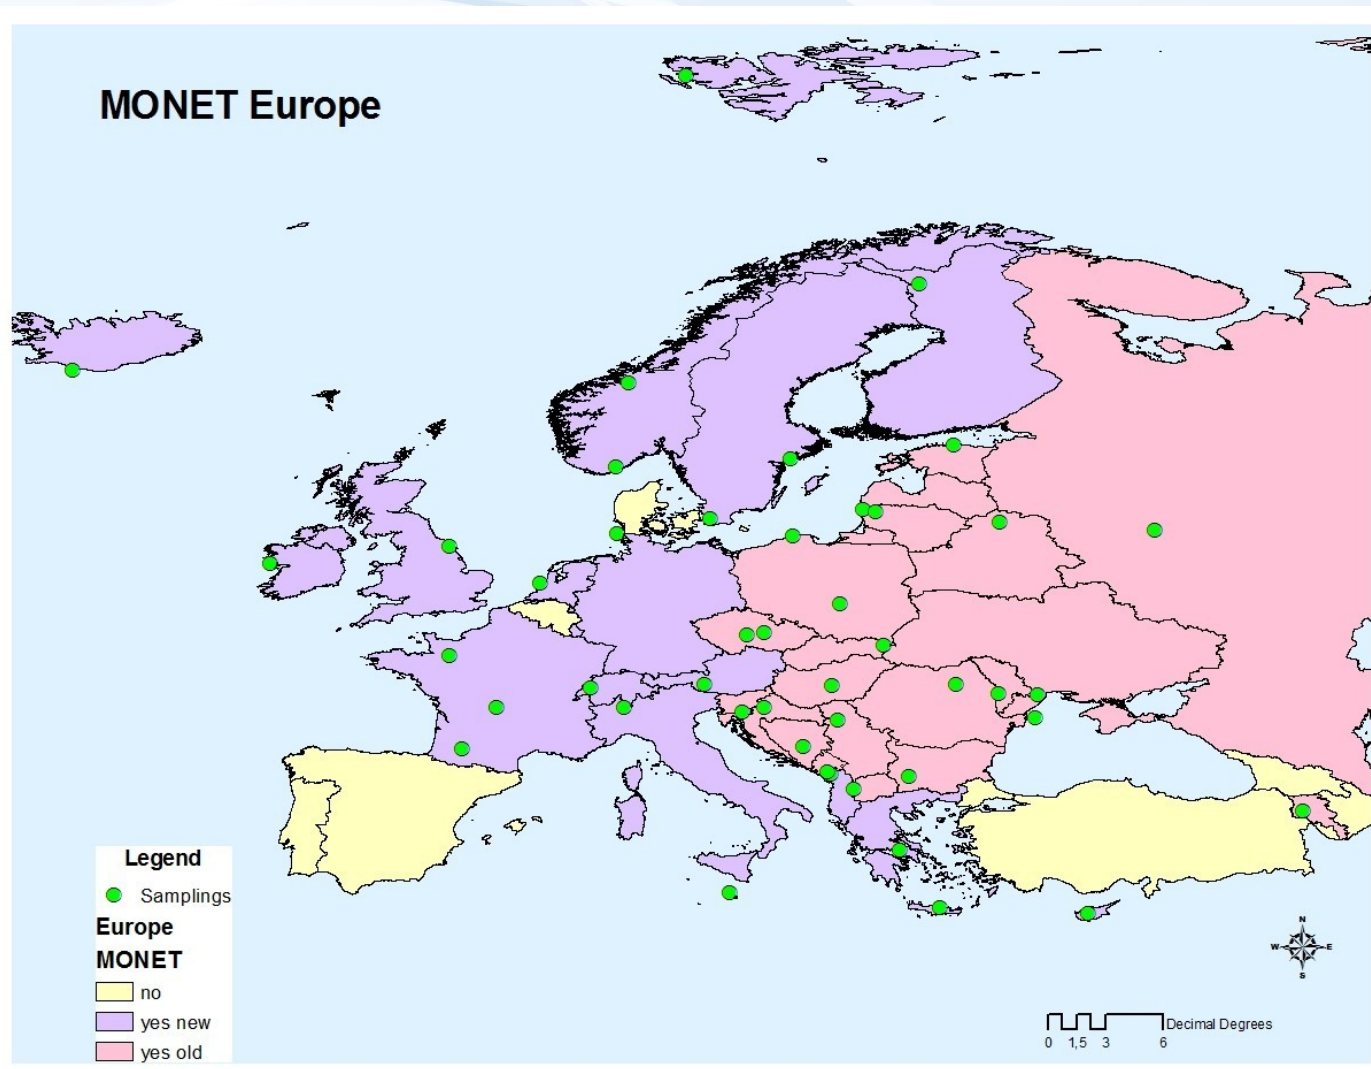 MONET Europe
Legend
Samplings
Europe
MONET
no
yes new
yes old
N
W E
S
Decimal Degrees
0 1,5 3 6